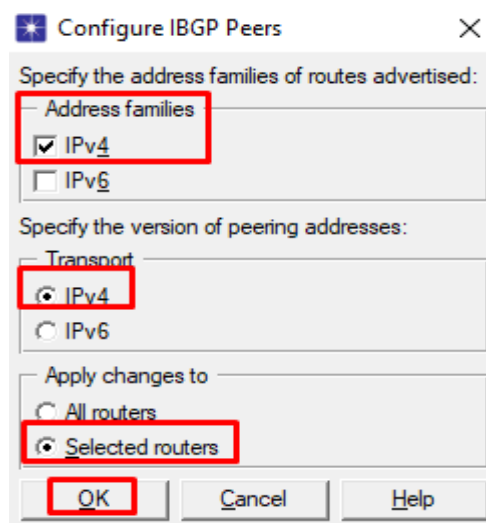 Configure IBGP Peers
Specify the address families of routes advertised:
Address families
IPv4
IPv6
Specify the version of peering addresses:
Transport
IPv4
IPv6
Apply changes to
All routers
Selected routers
OK Cancel Help